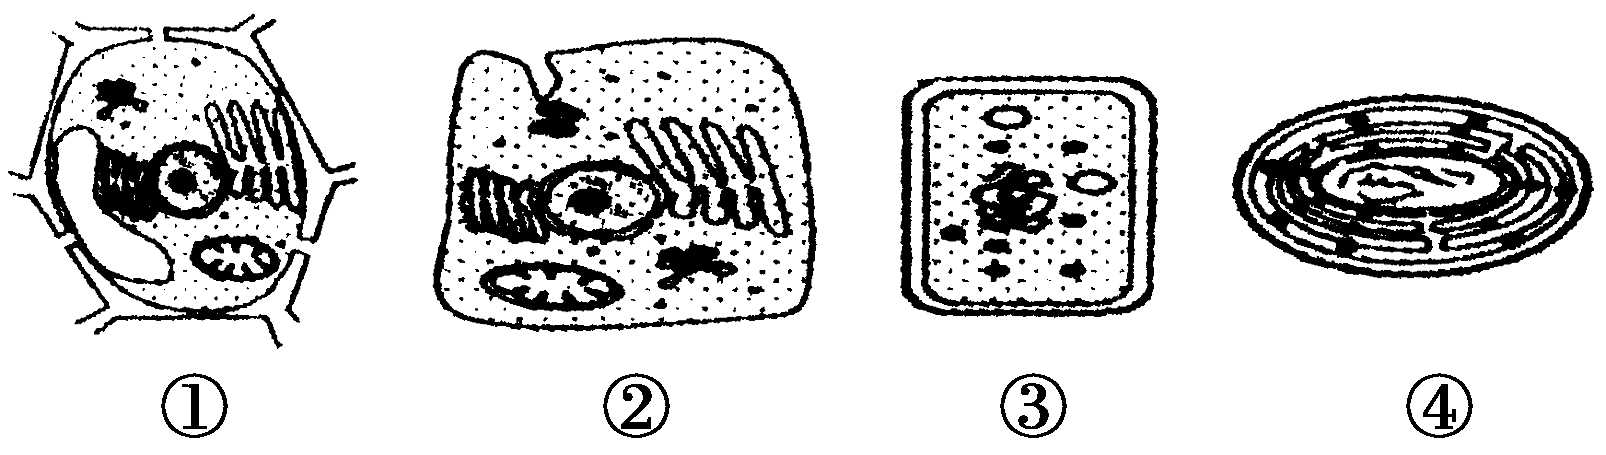 ① ② ③ ④